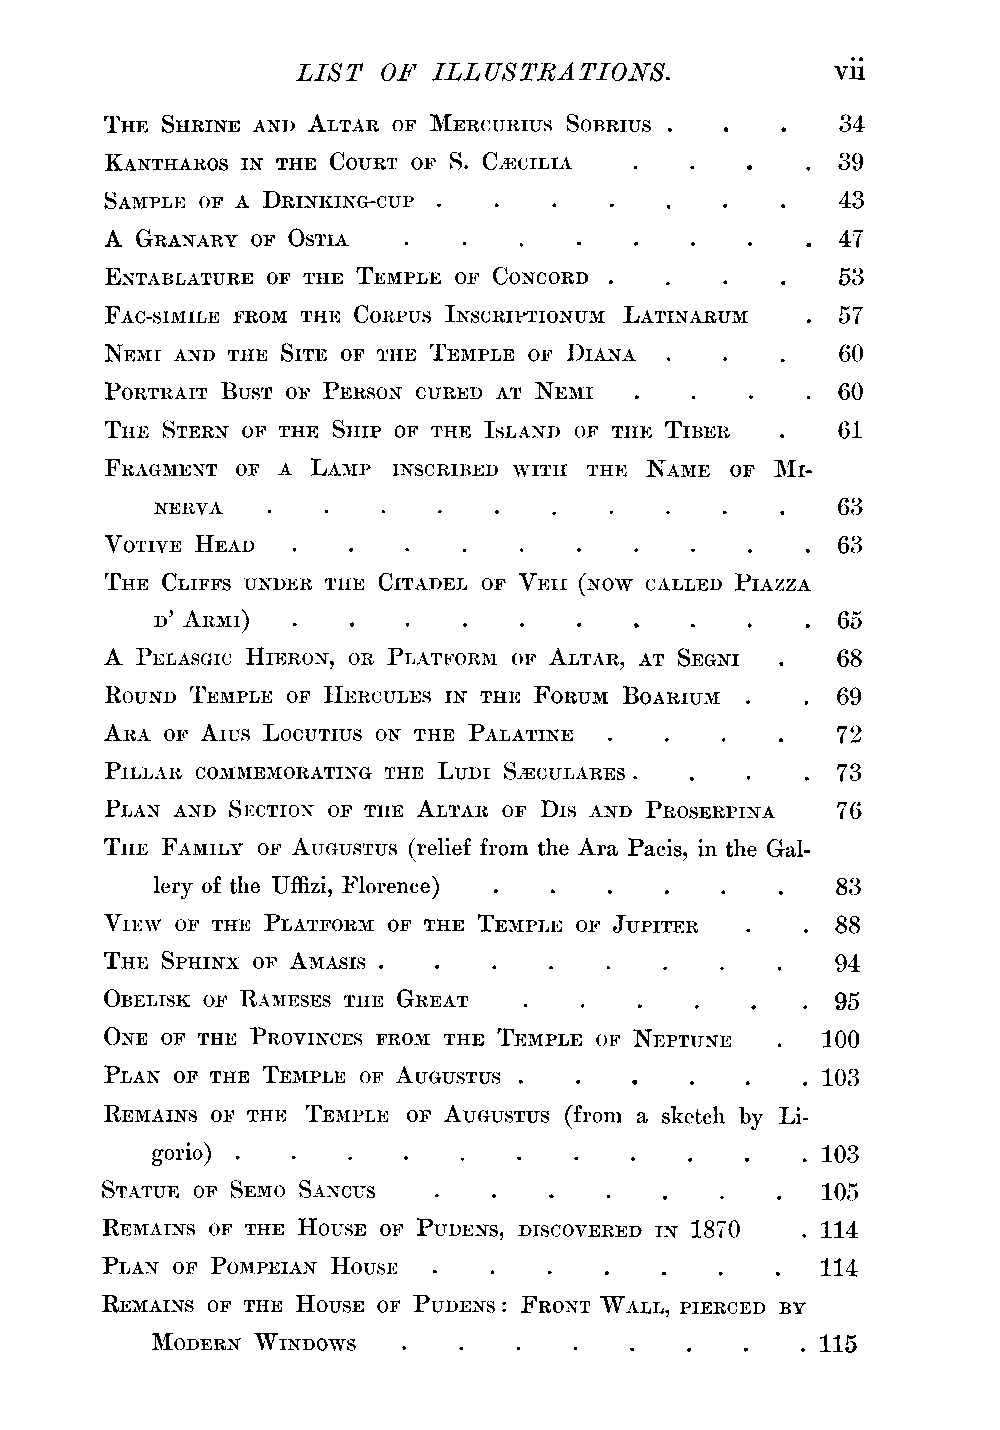 LIST OF ILLUSTRATIONS. vii
THE SHRINE AND ALTAR OF MERCURIUS SOBRIUS . . . 34
KANTHAROS IN THE COURT OF S. CÆCILIA . . . . 39
SAMPLE OF A DRINKING-CUP . . . . . . . 43
A GRANARY OF OSTIA . . . . . . . . 47
ENTABLATURE OF THE TEMPLE OF CONCORD . . . . 53
FAC-SIMILE FROM THE CORPUS INSCRIPTIONUM LATINARUM . 57
NEMI AND THE SITE OF THE TEMPLE OF DIANA . . . 60
PORTRAIT BUST OF PERSON CURED AT NEMI . . . . 60
THE STERN OF THE SHIP OF THE ISLAND OF THE TIBER . 61
FRAGMENT OF A LAMP INSCRIBED WITH THE NAME OF MI-
NERVA . . . . . . . . . . 63
VOTIVE HEAD . . . . . . . . . . 63
THE CLIFFS UNDER THE CITADEL OF VEII (NOW CALLED PIAZZA
D' ARMI) . . . . . . . . . . 65
A PELASGIC HIERON, OR PLATFORM OF ALTAR, AT SEGNI . 68
ROUND TEMPLE OF HERCULES IN THE FORUM BOARIUM . . 69
ARA OF AIUS LOCUTIUS ON THE PALATINE . . . . 72
PILLAR COMMEMORATING THE LUDI SÆCULARES . . . . 73
PLAN AND SECTION OF THE ALTAR OF DIS AND PROSERPINA 76
THE FAMILY OF AUGUSTUS (relief from the Ara Pacis, in the Gal-
lery of the Uffizi, Florence) . . . . . . 83
VIEW OF THE PLATFORM OF THE TEMPLE OF JUPITER . . 88
THE SPHINX OF AMASIS . . . . . . . . 94
OBELISK OF RAMESES THE GREAT . . . . . . 95
ONE OF THE PROVINCES FROM THE TEMPLE OF NEPTUNE . 100
PLAN OF THE TEMPLE OF AUGUSTUS . . . . . . 103
REMAINS OF THE TEMPLE OF AUGUSTUS (from a sketch by Li-
gorio) . . . . . . . . . . . 103
STATUE OF SEMO SANCUS . . . . . . . 105
REMAINS OF THE HOUSE OF PUDENS, DISCOVERED IN 1870 . 114
PLAN OF POMPEIAN HOUSE . . . . . . . 114
REMAINS OF THE HOUSE OF PUDENS: FRONT WALL, PIERCED BY
MODERN WINDOWS . . . . . . . . 115